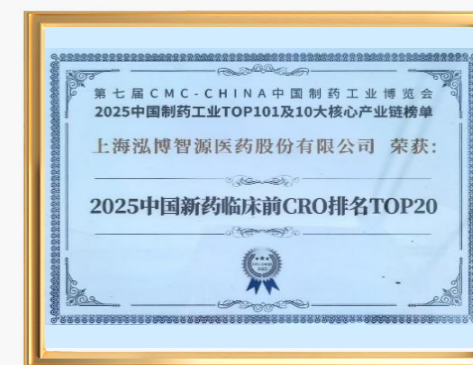 第七届CMC-CHINA中国制药工业博览会
2025中国制药工业TOP101及10大核心产业链榜单
上海泓博智源医药股份有限公司 荣获:
2025中国新药临床前CRO排名TOP20